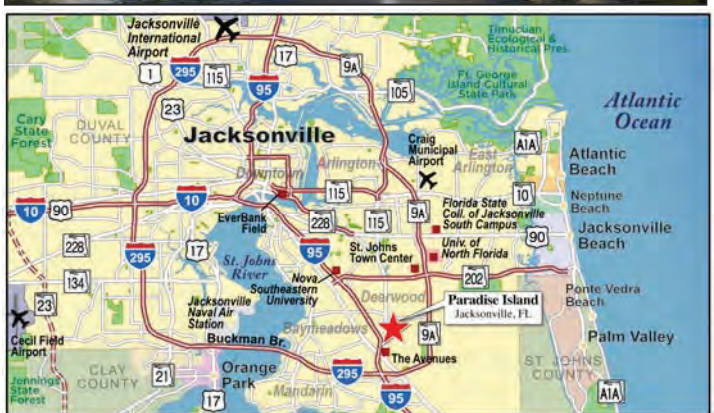 Jacksonville
International
Airport
Timucuan
Ecological &
Historical Pres.
17
9A
1
295
115
95
105
Ft. George
Island Cultural
State Park
23
Atlantic
Ocean
Cary
State
Forest
DUVAL
COUNTY
Jacksonville
Craig
Municipal
Airport
A1A
Arlington
East
Arlington
Atlantic
Beach
Downtown
115
10
Neptune
Beach
10
90
10
EverBank
Field
228
115
9A
Florida State
Coll. of Jacksonville
South Campus
Jacksonville
Beach
90
228
295
17
95
St. Johns
Town Center
Univ. of
North Florida
St. Johns
River
134
Nova
Southeastern
University
202
23
Jacksonville
Naval Air
Station
Dearwood
Paradise Island
Jacksonville, FL
Ponte Vedra
Beach
Cecil Field
Airport
Baymeadows
9A
Palm Valley
Buckman Br.
The Avenues
CLAY
COUNTY
21
Orange
Park
295
ST JOHNS
COUNTY
Jennings
State
Forest
Mandarin
17
95
A1A